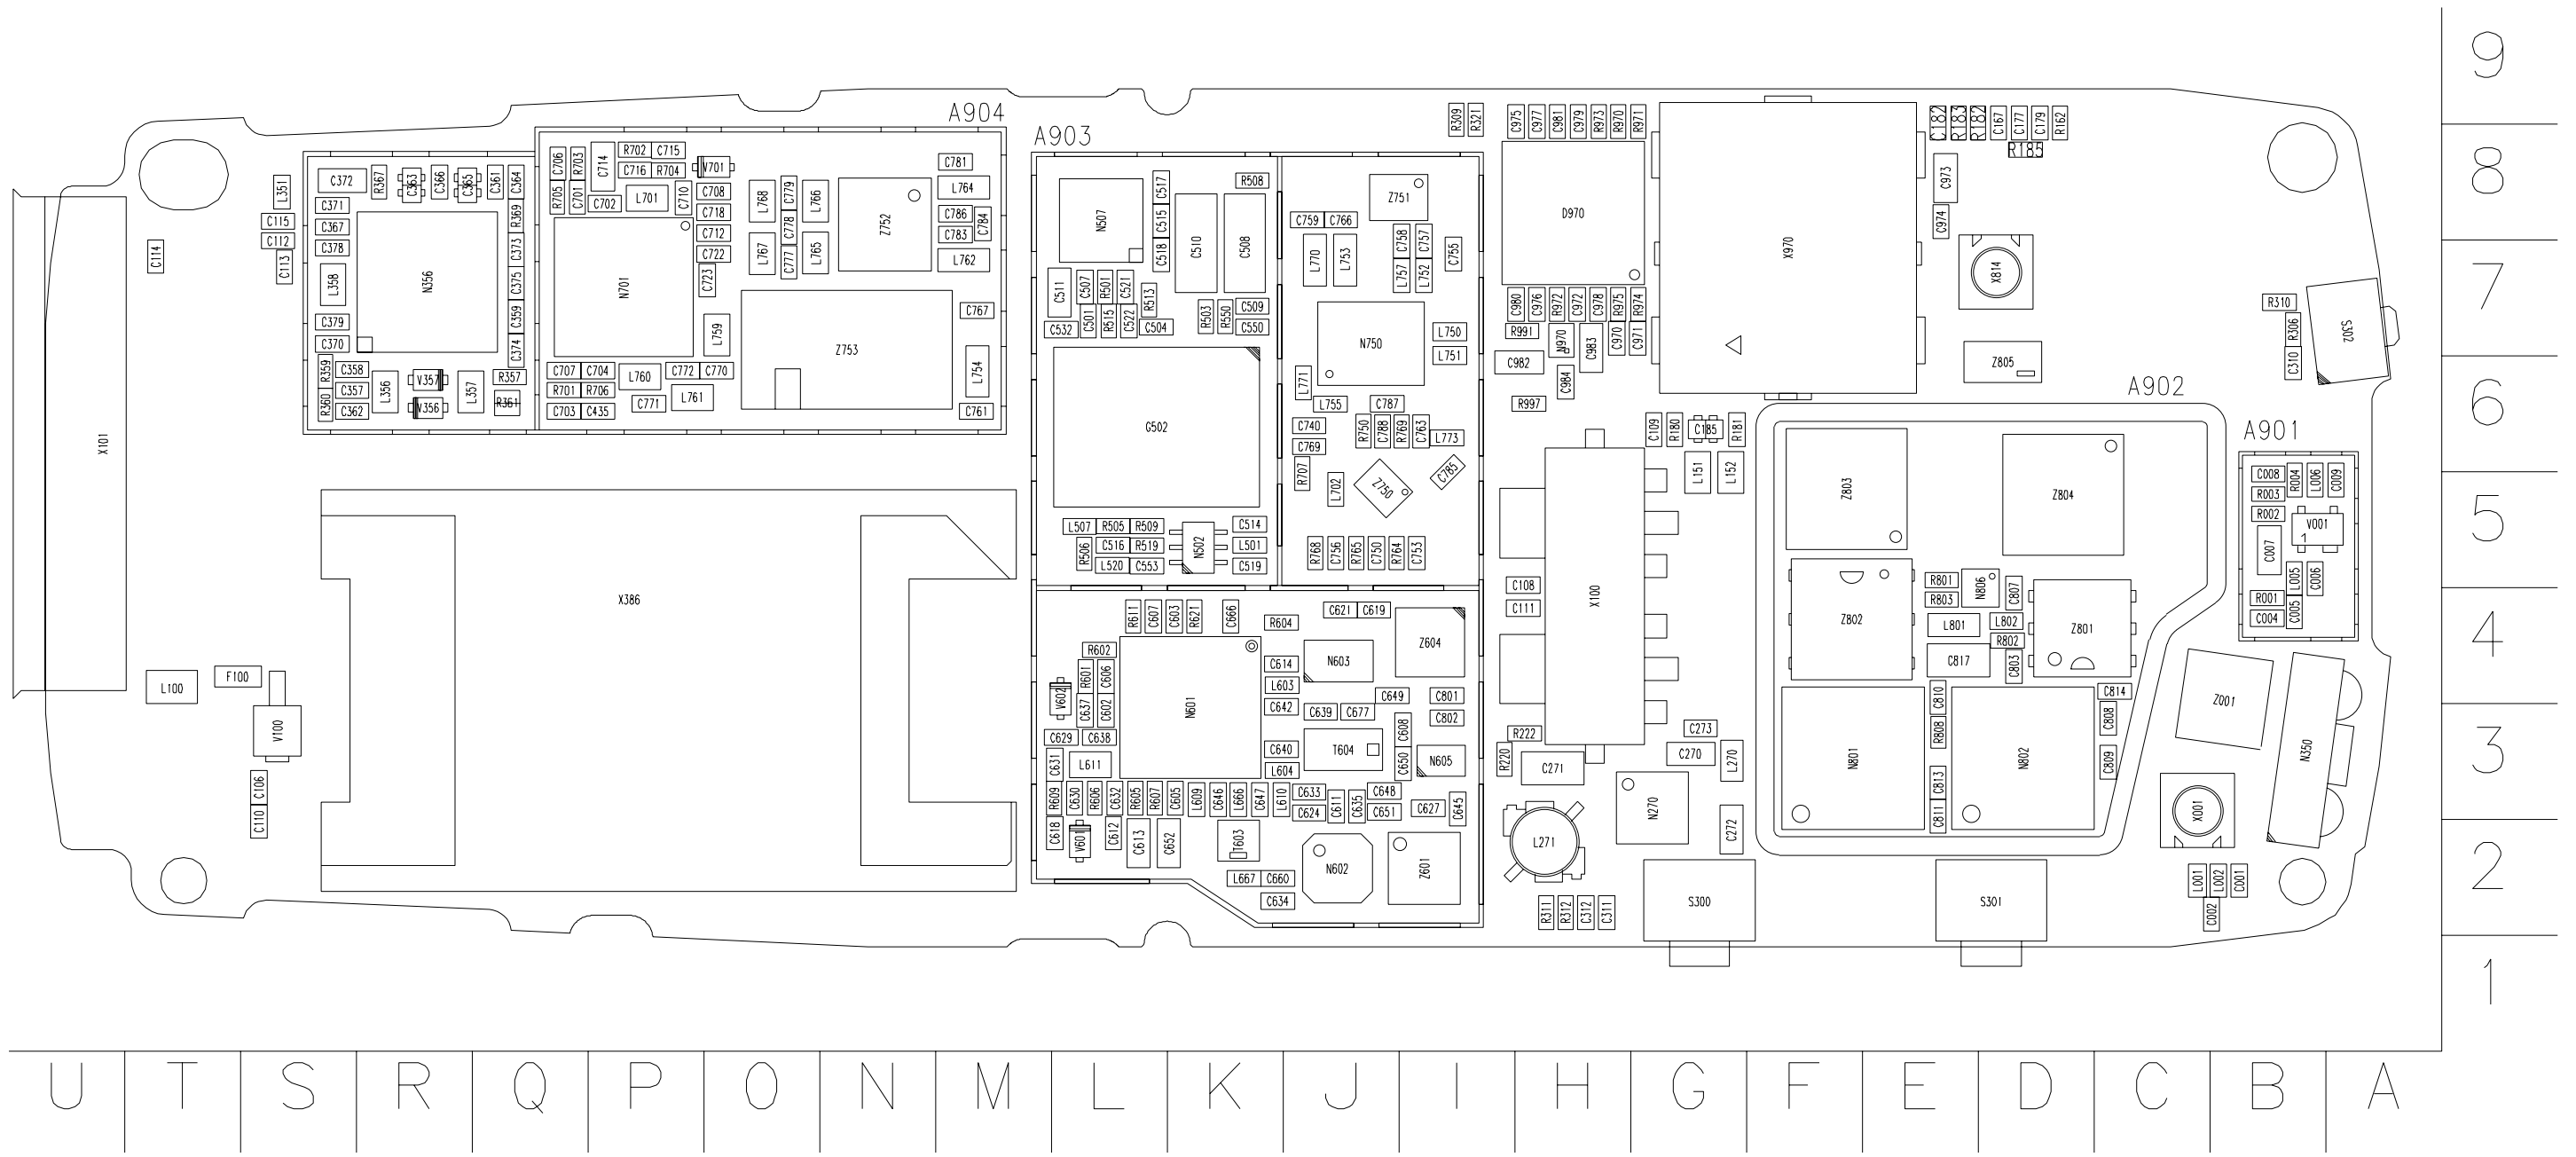 9
A904
A903
R309 R321 C975 C977 C981 C979 R973 R970 R971
C182 R183 R182 C167 C177 C179 R162
R185
8
L351 C372 R367 C363 C366 C365 C361 C364
C706 R703 C714 R702 C715 V701 C781
C716 R704
R705 C701 C702 L701 C710 C708 L768 C779 L766 L764
C517 R508 Z751 C973
C371 C115 C367 R369 C718 C786 C784
N507 C515 C510 C508 C759 C766 D970 C974
C112 C378 C712 C778 Z752 C783
C114 C113 C373 C722 L767 C777 L765 L762
C518 L770 L753 C758 C757 C755 X970
L358 N356 C375 N701 C723
C511 C507 R501 C521 R513 L757 L752 X814
7
C379 C359 C767
C501 R515 C522 R503 R550 C509 C980 C976 R972 C972 C978 R975 R974
R310 S302
C370 C374 L759 Z753
C532 C504 C550 N750 L750 R991 N970 C983 C970 C971 R306
L751 C982 Z805 C310
R359 C358 V357 R357 C707 C704 L760 C772 C770 L754
R360 C357 L356 L357 R361 R701 R706 L761
C362 V356 C703 C435 C771 C761
G502 L771 C984 A902
6
L755 C787 R997
X101 C740 R750 C788 R769 C763 L773 C109 R180 C185 R181 A901
C769
R707 L702 Z750 C785 L151 L152 Z803 Z804
C008 R004 L006 C009
R003
R002 V001
1
5
L507 R505 R509 C514
R506 C516 R519 N502 L501
L520 C553 C519
R768 C756 R765 C750 R764 C753
C007 L005 C006
X386 C108 C111 X100
R801 N806 C807
R803
R001 C005
C004
R611 C607 C603 R621 C666 R604 C621 C619
Z802 L801 L802 Z801
R802
4
R602 Z604
R601 C606 C614 N603
C817 C803
L100 F100 L603 C649 C801
V602 C637 C602 N601 C642 C639 C677 C608 C802
C810 C814 Z001
V100 C629 C638 C640 T604 R222 C273
R808 C808 N350
3
C631 L611 L604 C650 N605 R220 C271 C270 L270
N801 N802 C809
C106 C110
R609 C630 R606 C632 R605 R607 C605 L609 C646 L666 C647 L610 C633 C648
C624 C611 C635 C651 C627 C645
N270 C813 C811 X001
C618 V601 C612 C613 C652 T603 N602 Z601 L271 C272
2
L667 C660
C634
R311 R312 C312 C311 S300 S301
L001 L002 C001
C002
1
U T S R Q P O N M L K J I H G F E D C B A